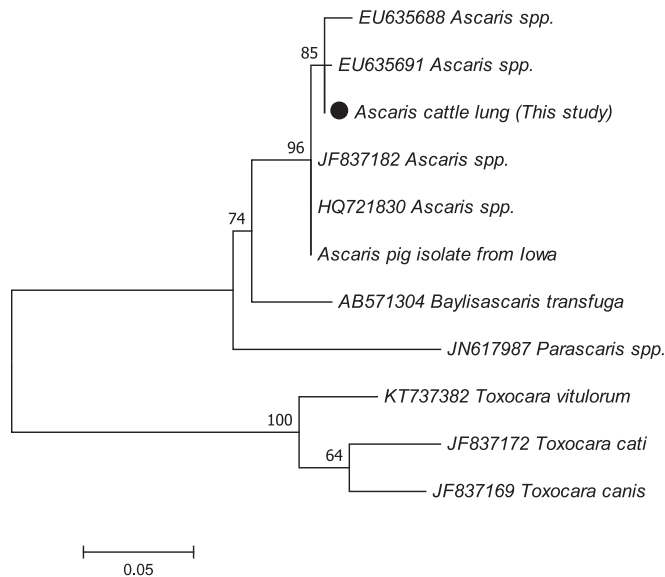 EU635688 Ascaris spp.
85
EU635691 Ascaris spp.
Ascaris cattle lung (This study)
96
JF837182 Ascaris spp.
HQ721830 Ascaris spp.
74
Ascaris pig isolate from Iowa
AB571304 Baylisascaris transfuga
JN617987 Parascaris spp.
KT737382 Toxocara vitulorum
100
JF837172 Toxocara cati
64
JF837169 Toxocara canis
0.05